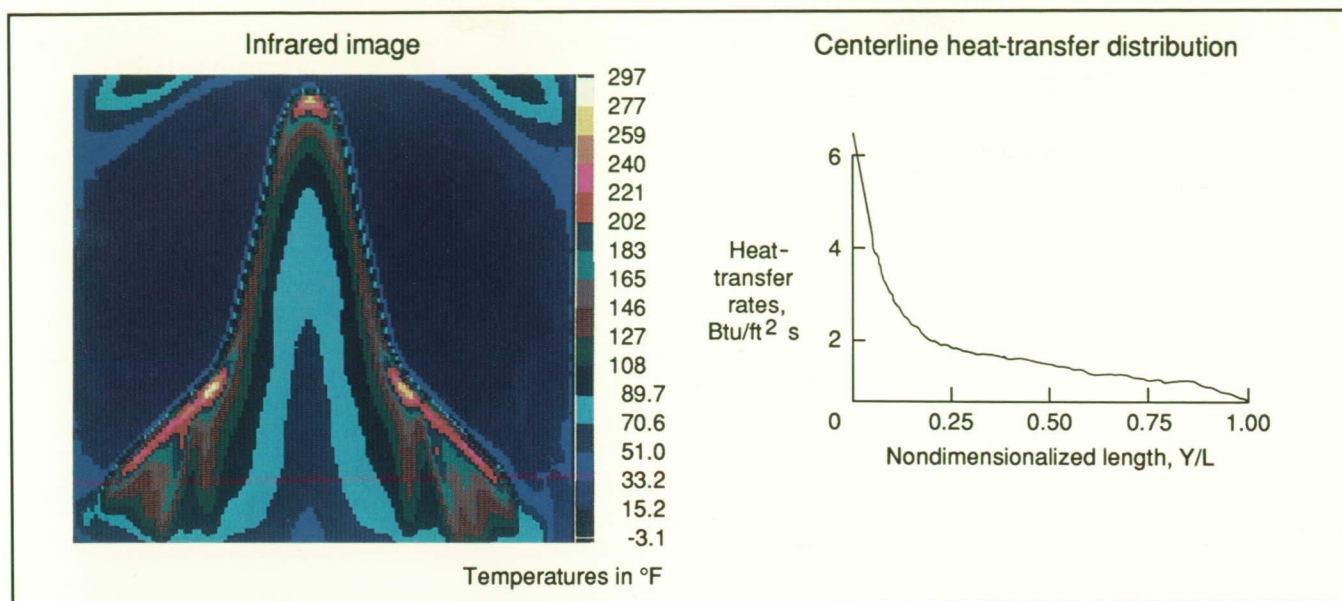 Infrared image
297
277
259
240
221
202
183
165
146
127
108
89.7
70.6
51.0
33.2
15.2
-3.1
Temperatures in °F
Centerline heat-transfer distribution
6
4
2
Heat-
transfer
rates,
Btu/ft² s
0 0.25 0.50 0.75 1.00
Nondimensionalized length, Y/L